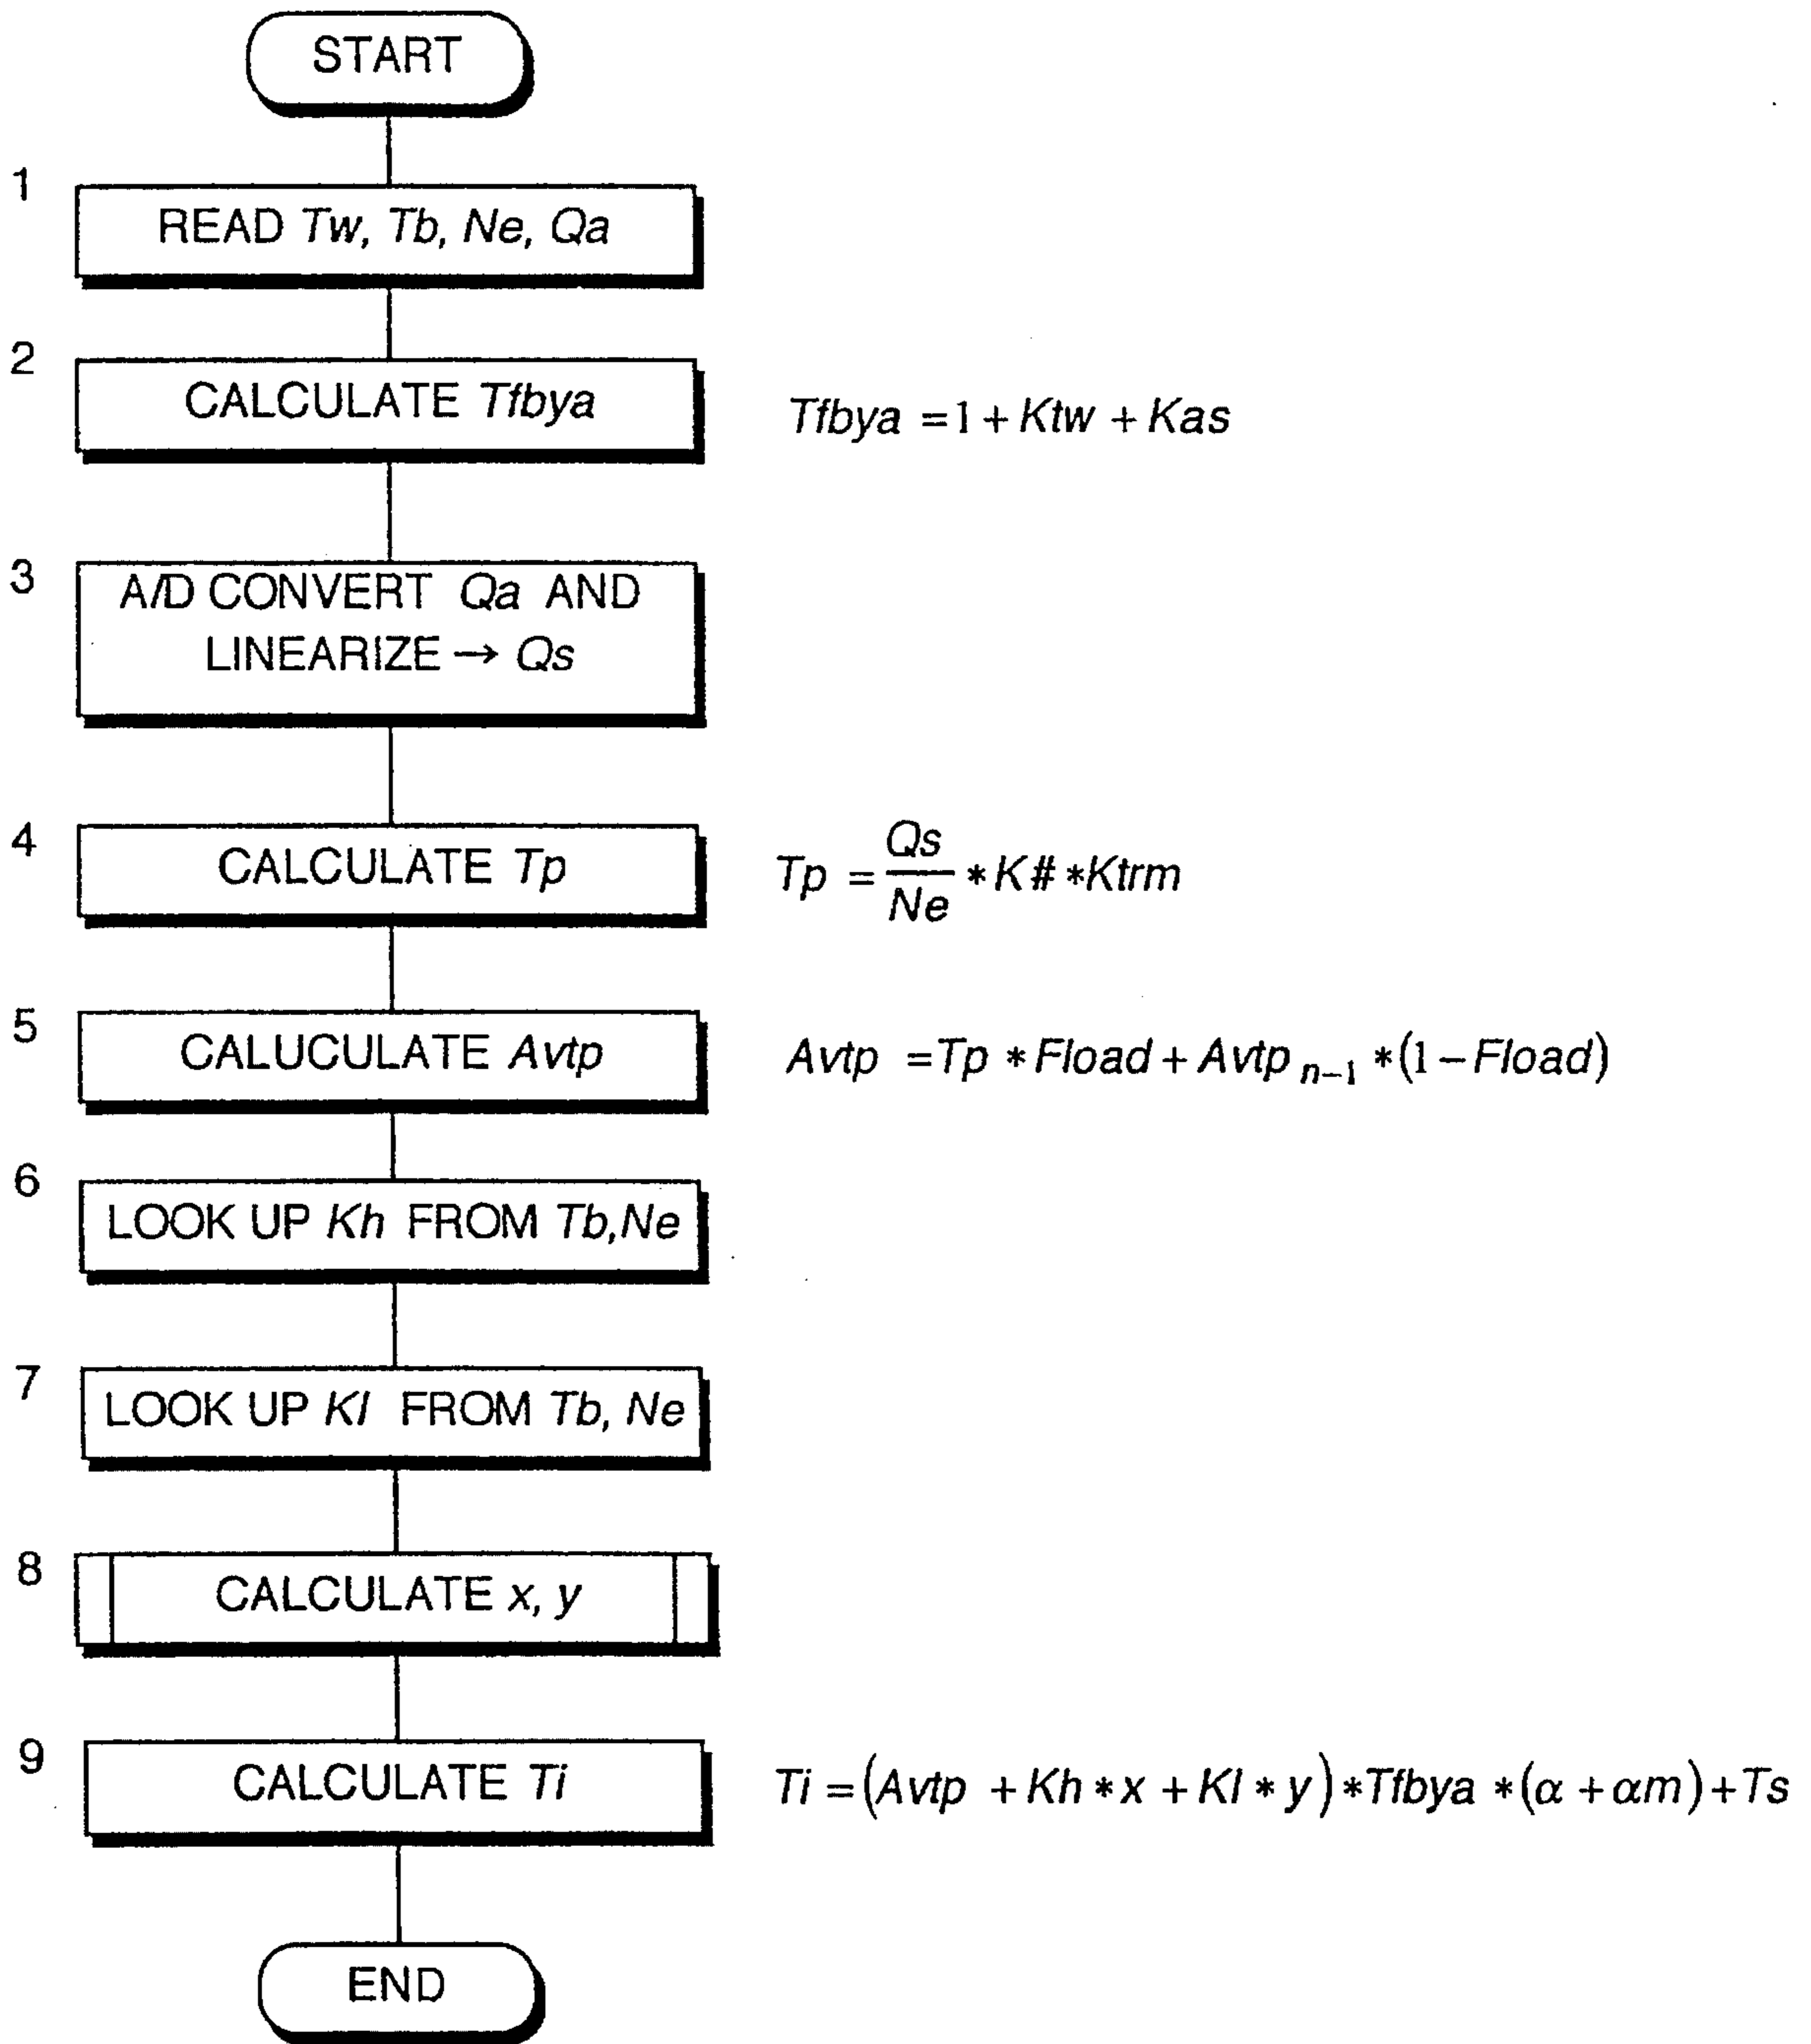 START
1
READ Tw, Tb, Ne, Qa
2
CALCULATE Tfbya
Tfbya = 1 + Ktw + Kas
3
A/D CONVERT Qa AND
LINEARIZE → Qs
4
CALCULATE Tp
Tp = Qs/Ne * K# * Ktrm
5
CALUCULATE Avtp
Avtp = Tp * Fload + Avtp n−1 * (1 − Fload)
6
LOOK UP Kh FROM Tb,Ne
7
LOOK UP Kl FROM Tb, Ne
8
CALCULATE x, y
9
CALCULATE Ti
Ti = (Avtp + Kh * x + Kl * y) * Tfbya * (α + αm) + Ts
END